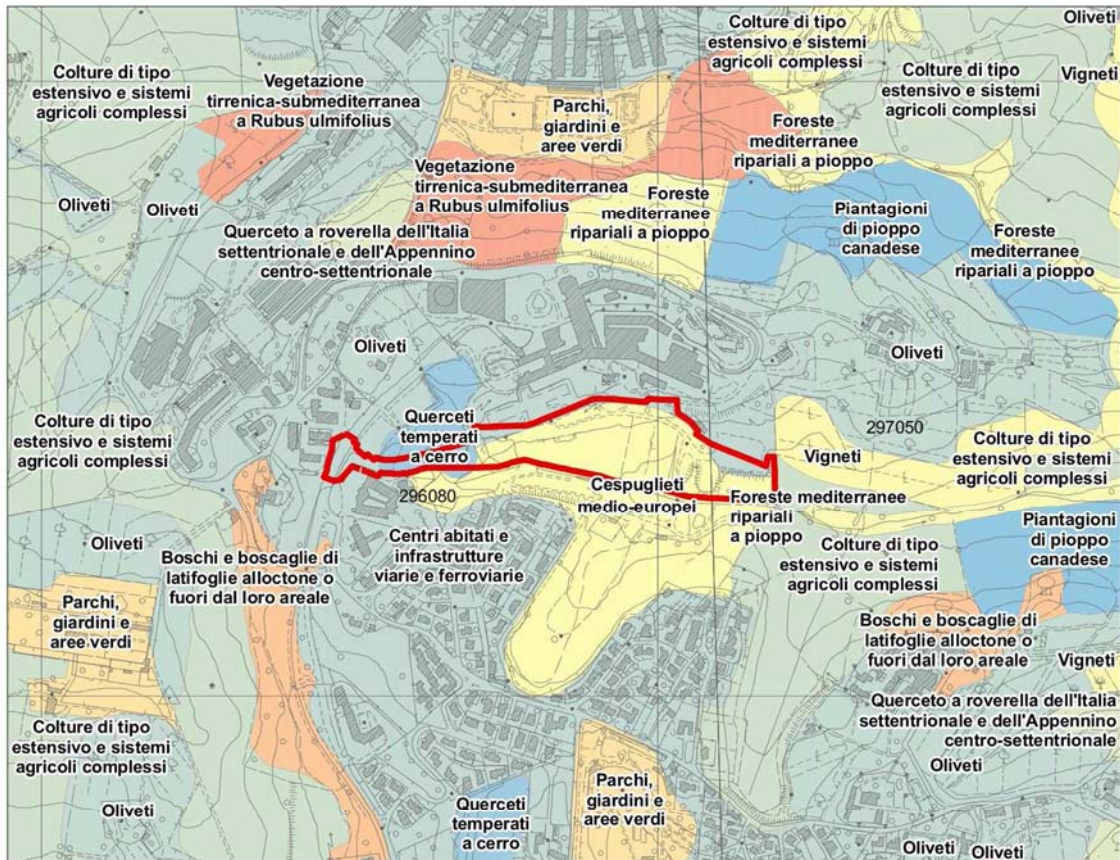 Colture di tipo
estensivo e sistemi
agricoli complessi
Vegetazione
tirrenica-submediterranea
a Rubus ulmifolius
Parchi,
giardini e
aree verdi
Colture di tipo
estensivo e sistemi
agricoli complessi
Foreste
mediterranee
ripariali a pioppo
Colture di tipo
estensivo e sistemi
agricoli complessi
Oliveti
Vigneti
Oliveti
Oliveti
Vegetazione
tirrenica-submediterranea
a Rubus ulmifolius
Foreste
mediterranee
ripariali a pioppo
Piantagioni
di pioppo
canadese
Foreste
mediterranee
ripariali a pioppo
Querceto a roverella dell'Italia
settentrionale e dell'Appennino
centro-settentrionale
Oliveti
Oliveti
Colture di tipo
estensivo e sistemi
agricoli complessi
Querceti
temperati
a cerro
296080
297050
Vigneti
Colture di tipo
estensivo e sistemi
agricoli complessi
Cespuglieti
medio-europei
Foreste mediterranee
ripariali
a pioppo
Oliveti
Boschi e boscaglie di
latifoglie alloctone o
fuori dal loro areale
Centri abitati e
infrastrutture
viarie e ferroviarie
Colture di tipo
estensivo e sistemi
agricoli complessi
Piantagioni
di pioppo
canadese
Parchi,
giardini e
aree verdi
Boschi e boscaglie di
latifoglie alloctone o
fuori dal loro areale
Vigneti
Colture di tipo
estensivo e sistemi
agricoli complessi
Querceto a roverella dell'Italia
settentrionale e dell'Appennino
centro-settentrionale
Oliveti
Oliveti
Querceti
temperati
a cerro
Parchi,
giardini e
aree verdi
Oliveti
Oliveti